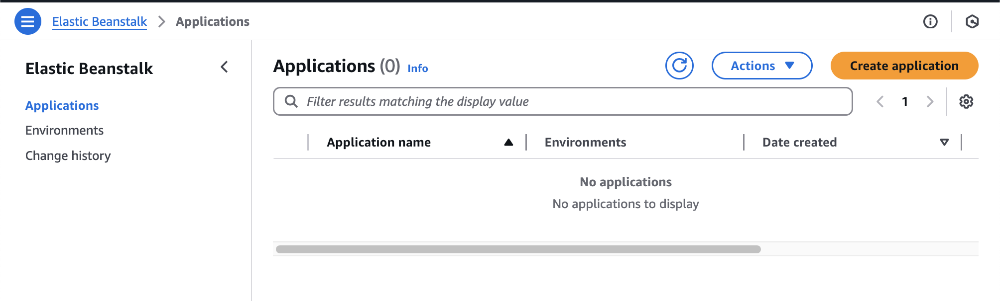 Elastic Beanstalk > Applications
Elastic Beanstalk
Applications
Environments
Change history
Applications (0) Info
Actions
Create application
Filter results matching the display value
1
Application name
Environments
Date created
No applications
No applications to display